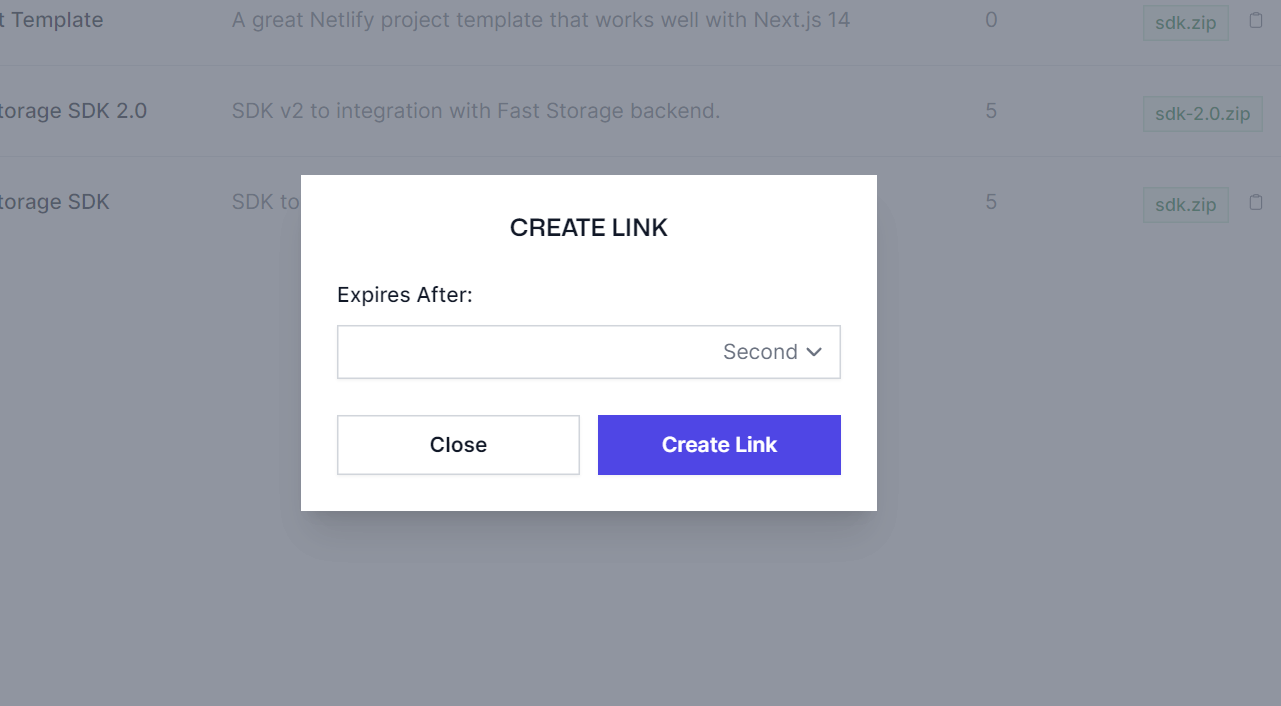 t Template A great Netlify project template that works well with Next.js 14 0 sdk.zip
torage SDK 2.0 SDK v2 to integration with Fast Storage backend. 5 sdk-2.0.zip
torage SDK SDK to 5 sdk.zip
CREATE LINK
Expires After:
Second
Close Create Link